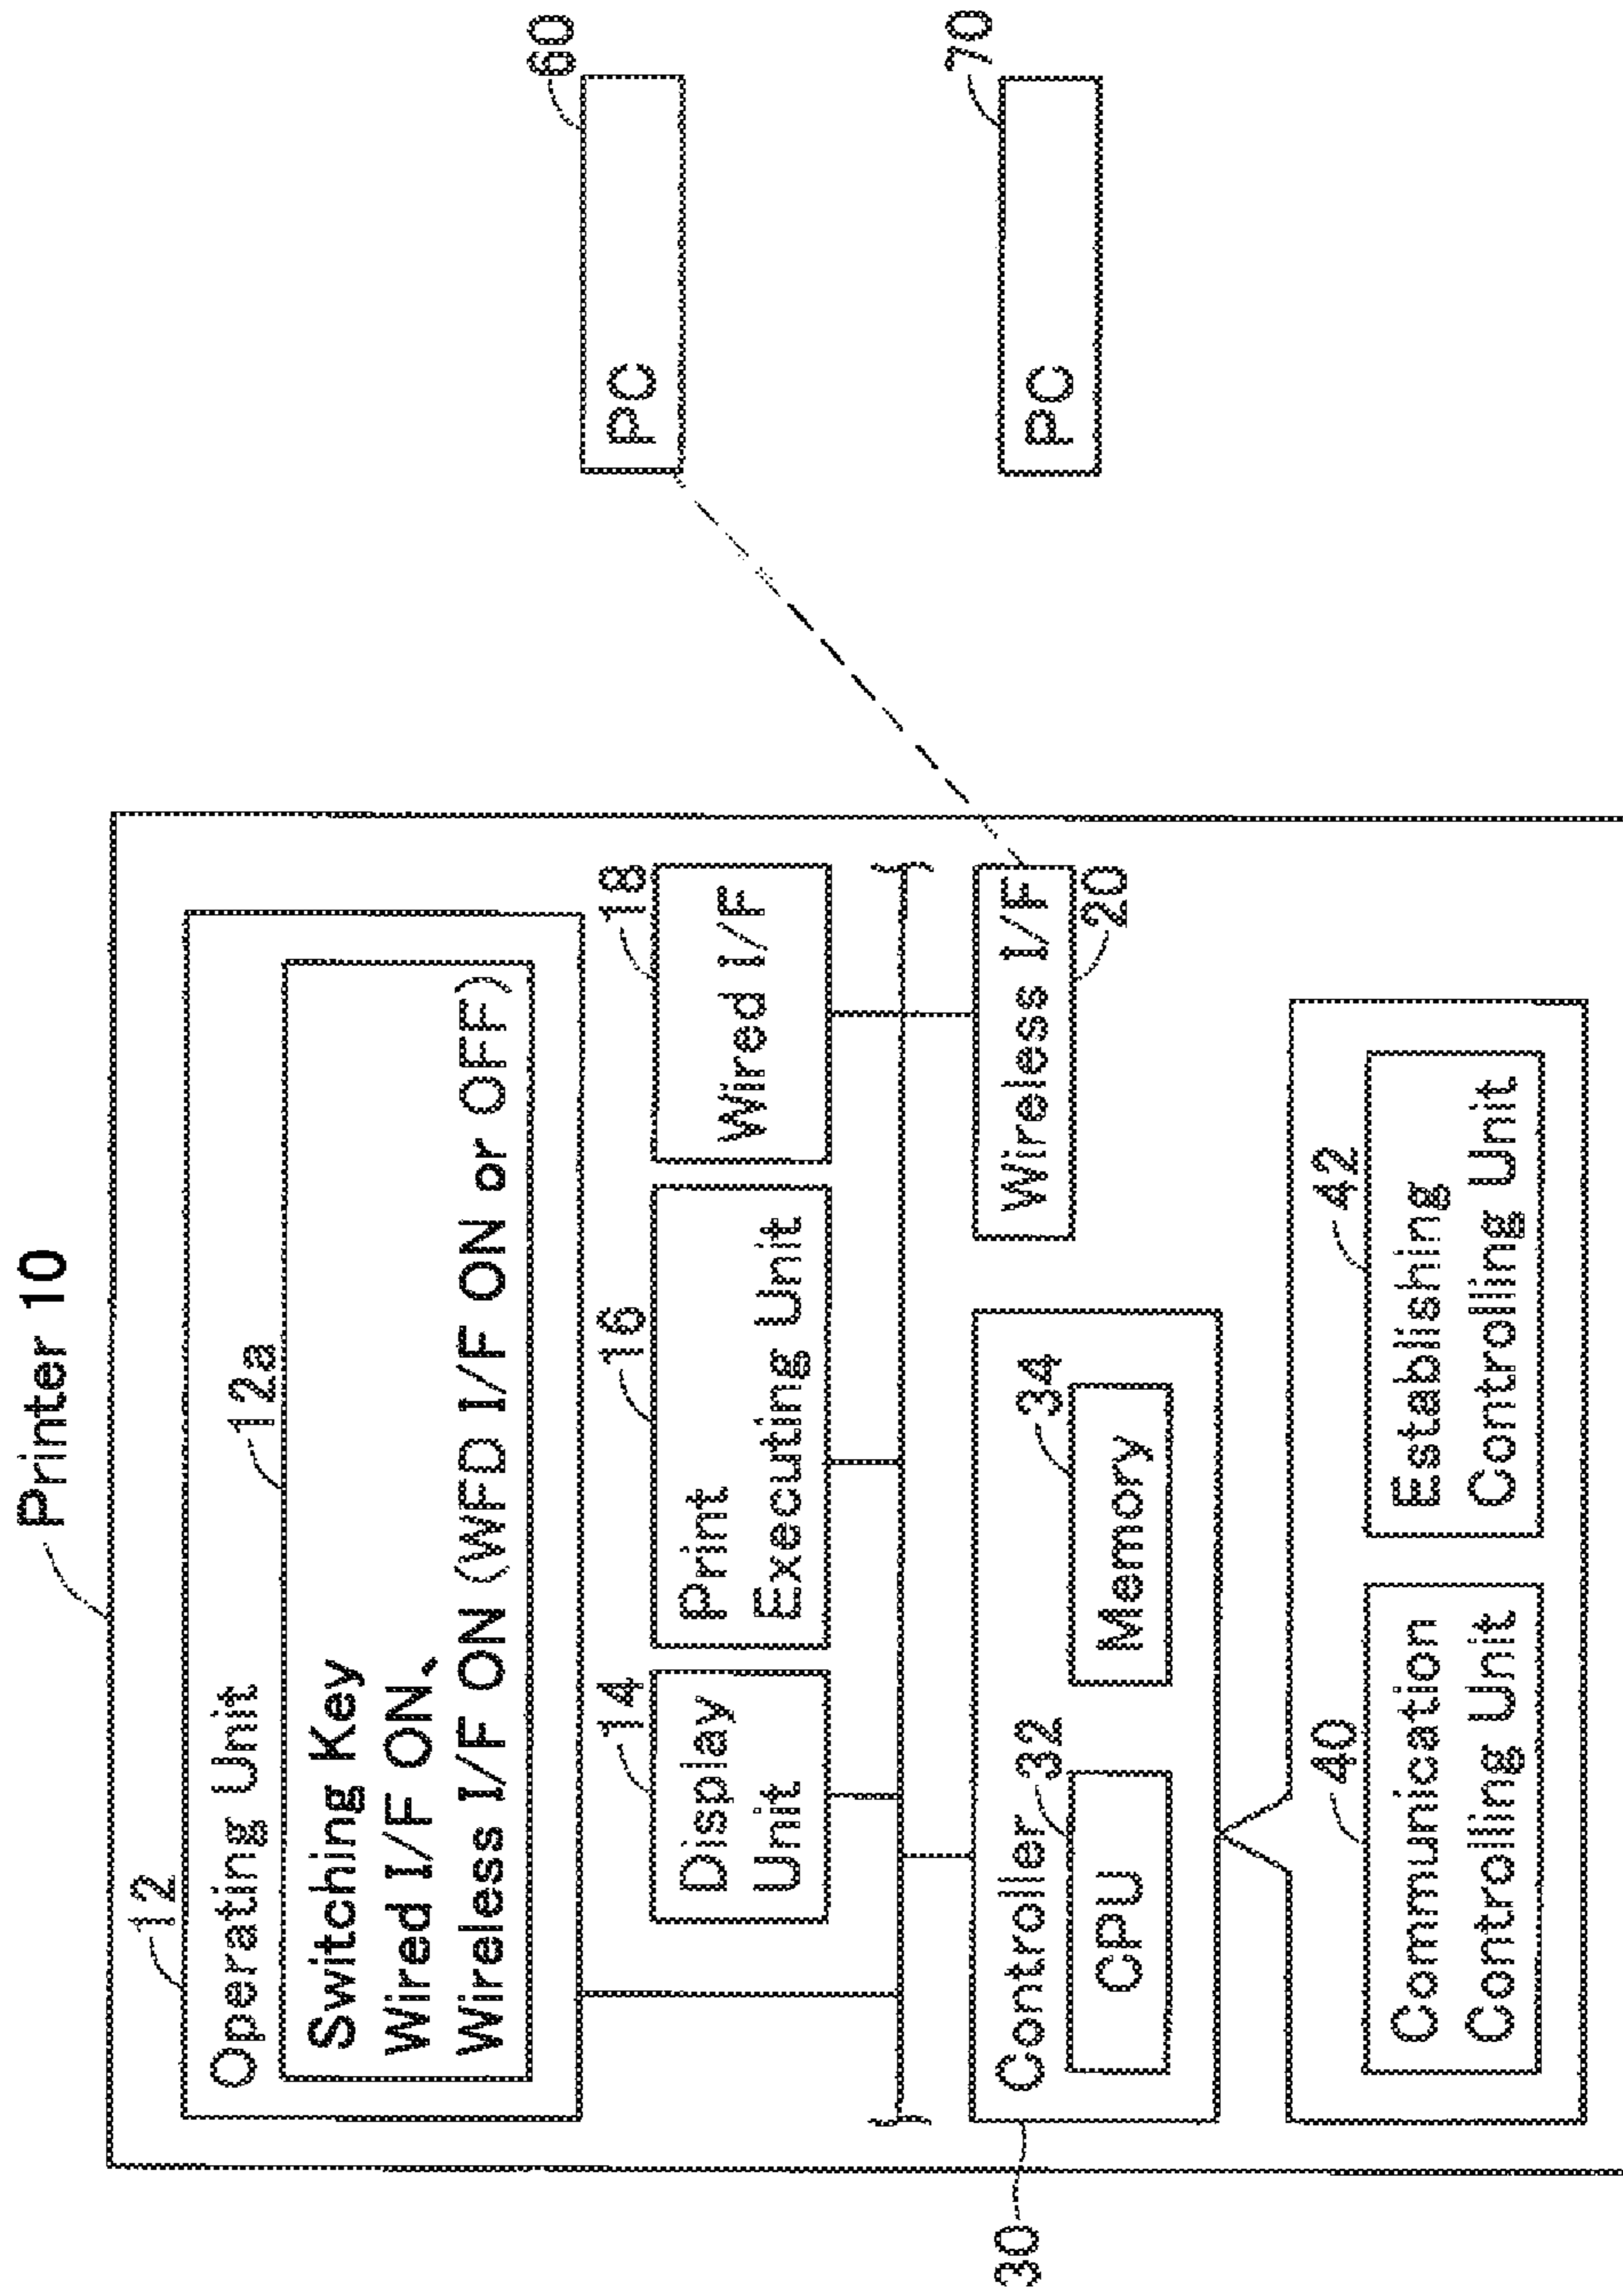 Printer 10
12
Operating Unit
12a
Switching Key
Wired I/F ON、
Wireless I/F ON (WFD I/F ON or OFF)
14
Display
Unit
16
Print
Executing Unit
18
Wired I/F
30
Controller
32
CPU
34
Memory
Wireless I/F
20
40
Communication
Controlling Unit
42
Establishing
Controlling Unit
60
PC
70
PC